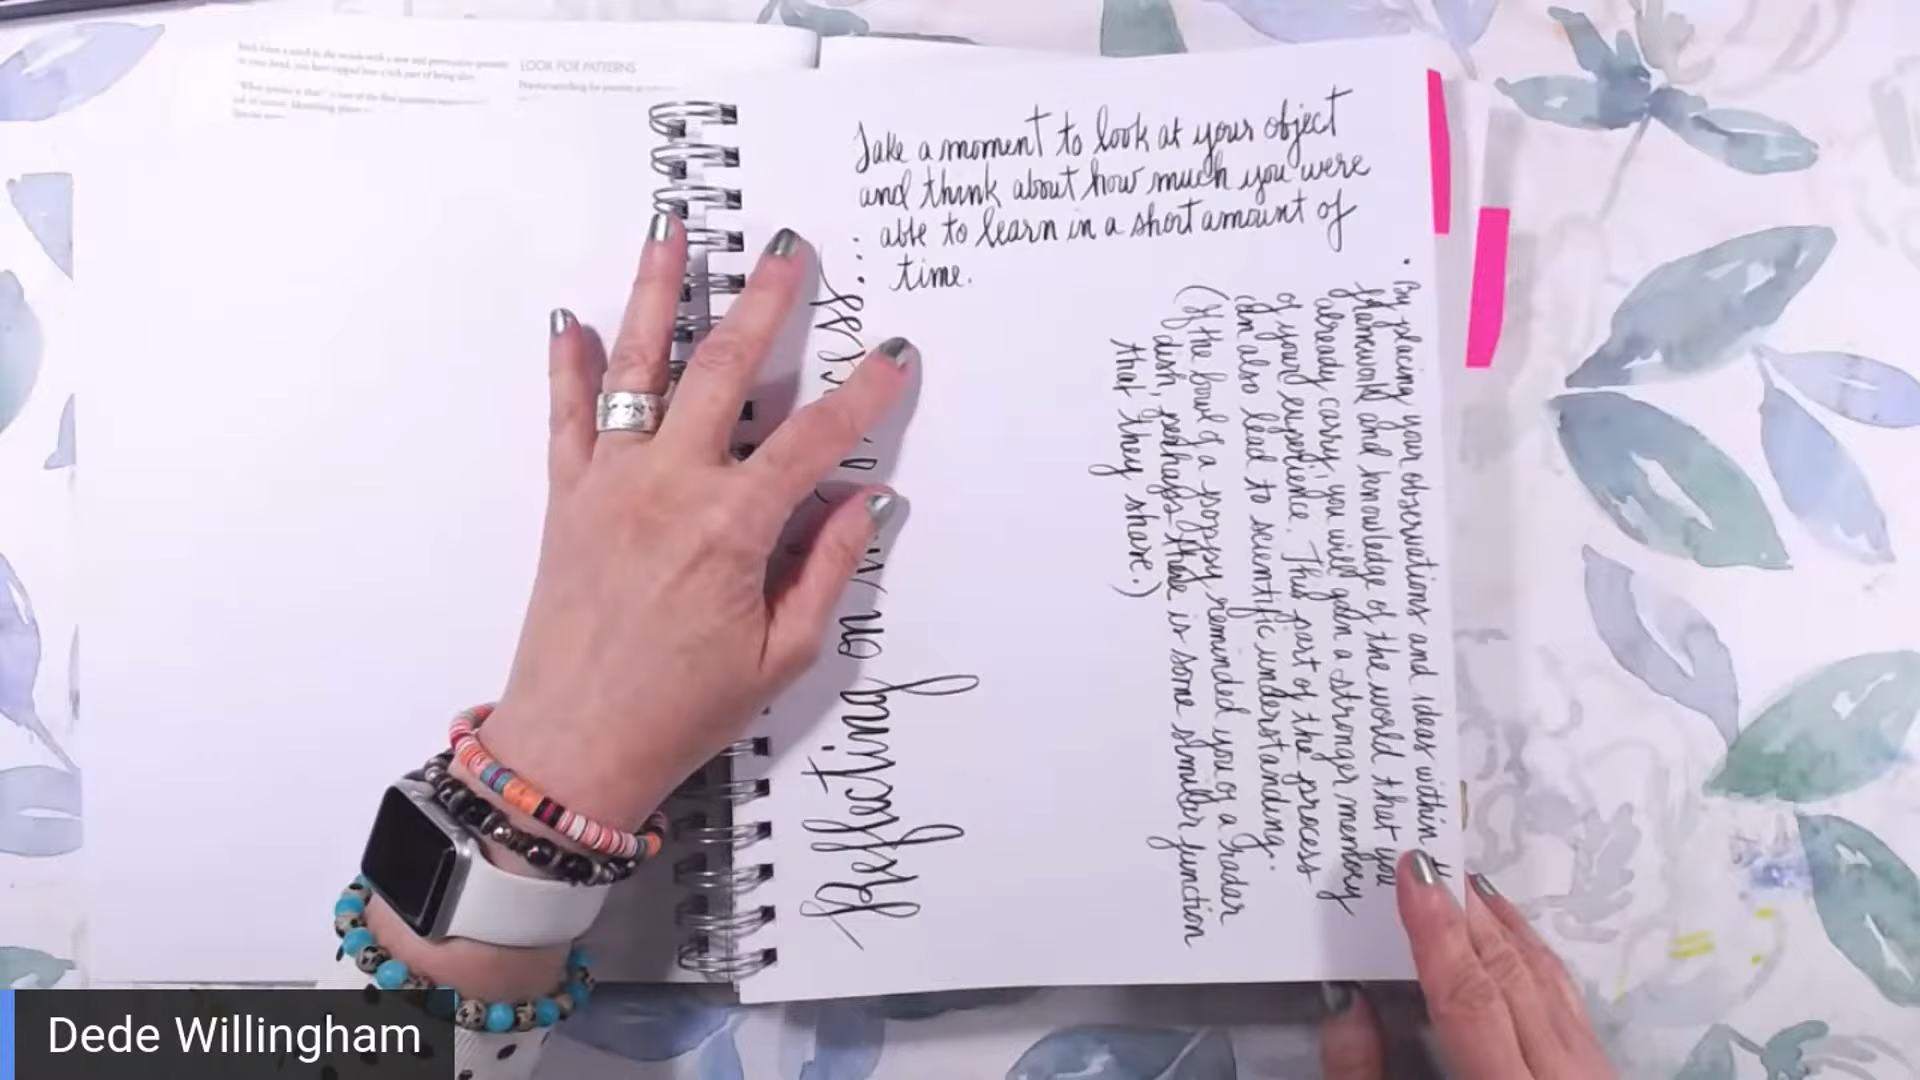 LOOK FOR PATTERNS
Take a moment to look at your object
and think about how much you were
able to learn in a short amount of
time.
Reflecting on
• By placing your observations and ideas within
framework and knowledge of the world that you
already carry, you will gain a stronger memory
of your experience. This part of the process
can also lead to scientific understanding.
(If the bowl of a poppy reminded you of a radar
dish, perhaps there is some similar function
that they share.)
Dede Willingham